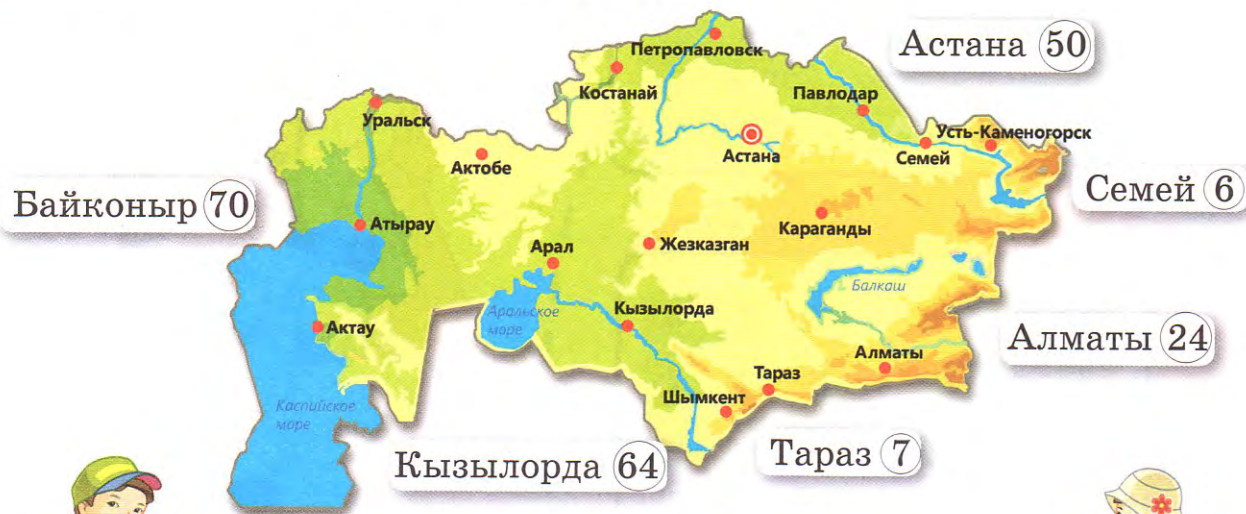 Петропавловск
Астана 50
Костанай
Павлодар
Уральск
Усть-Каменогорск
Актобе
Астана
Семей
Байконыр 70
Семей 6
Атырау
Караганды
Арал
Жезказган
Балкаш
Аральское
море
Кызылорда
Актау
Алматы 24
Алматы
Тараз
Шымкент
Каспийское
море
Кызылорда 64
Тараз 7